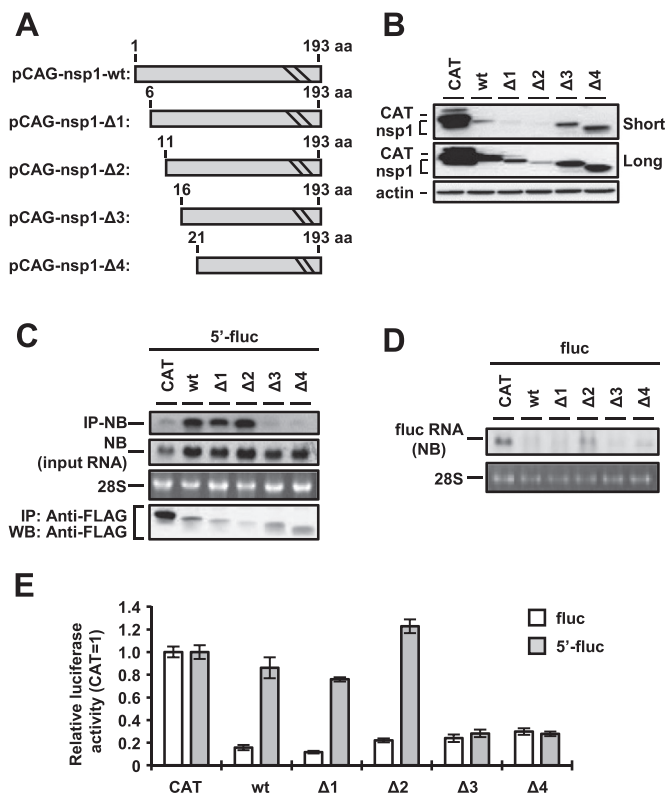 A
1 193 aa
pCAG-nsp1-wt:
6 193 aa
pCAG-nsp1-Δ1:
11 193 aa
pCAG-nsp1-Δ2:
16 193 aa
pCAG-nsp1-Δ3:
21 193 aa
pCAG-nsp1-Δ4:
B
CAT wt Δ1 Δ2 Δ3 Δ4
CAT
nsp1
Short
CAT
nsp1
Long
actin
C
5'-fluc
CAT wt Δ1 Δ2 Δ3 Δ4
IP-NB
NB
(input RNA)
28S
IP: Anti-FLAG
WB: Anti-FLAG
D
fluc
CAT wt Δ1 Δ2 Δ3 Δ4
fluc RNA
(NB)
28S
E
Relative luciferase
activity (CAT=1)
1.4
1.2
1.0
0.8
0.6
0.4
0.2
0
fluc
5'-fluc
CAT wt Δ1 Δ2 Δ3 Δ4